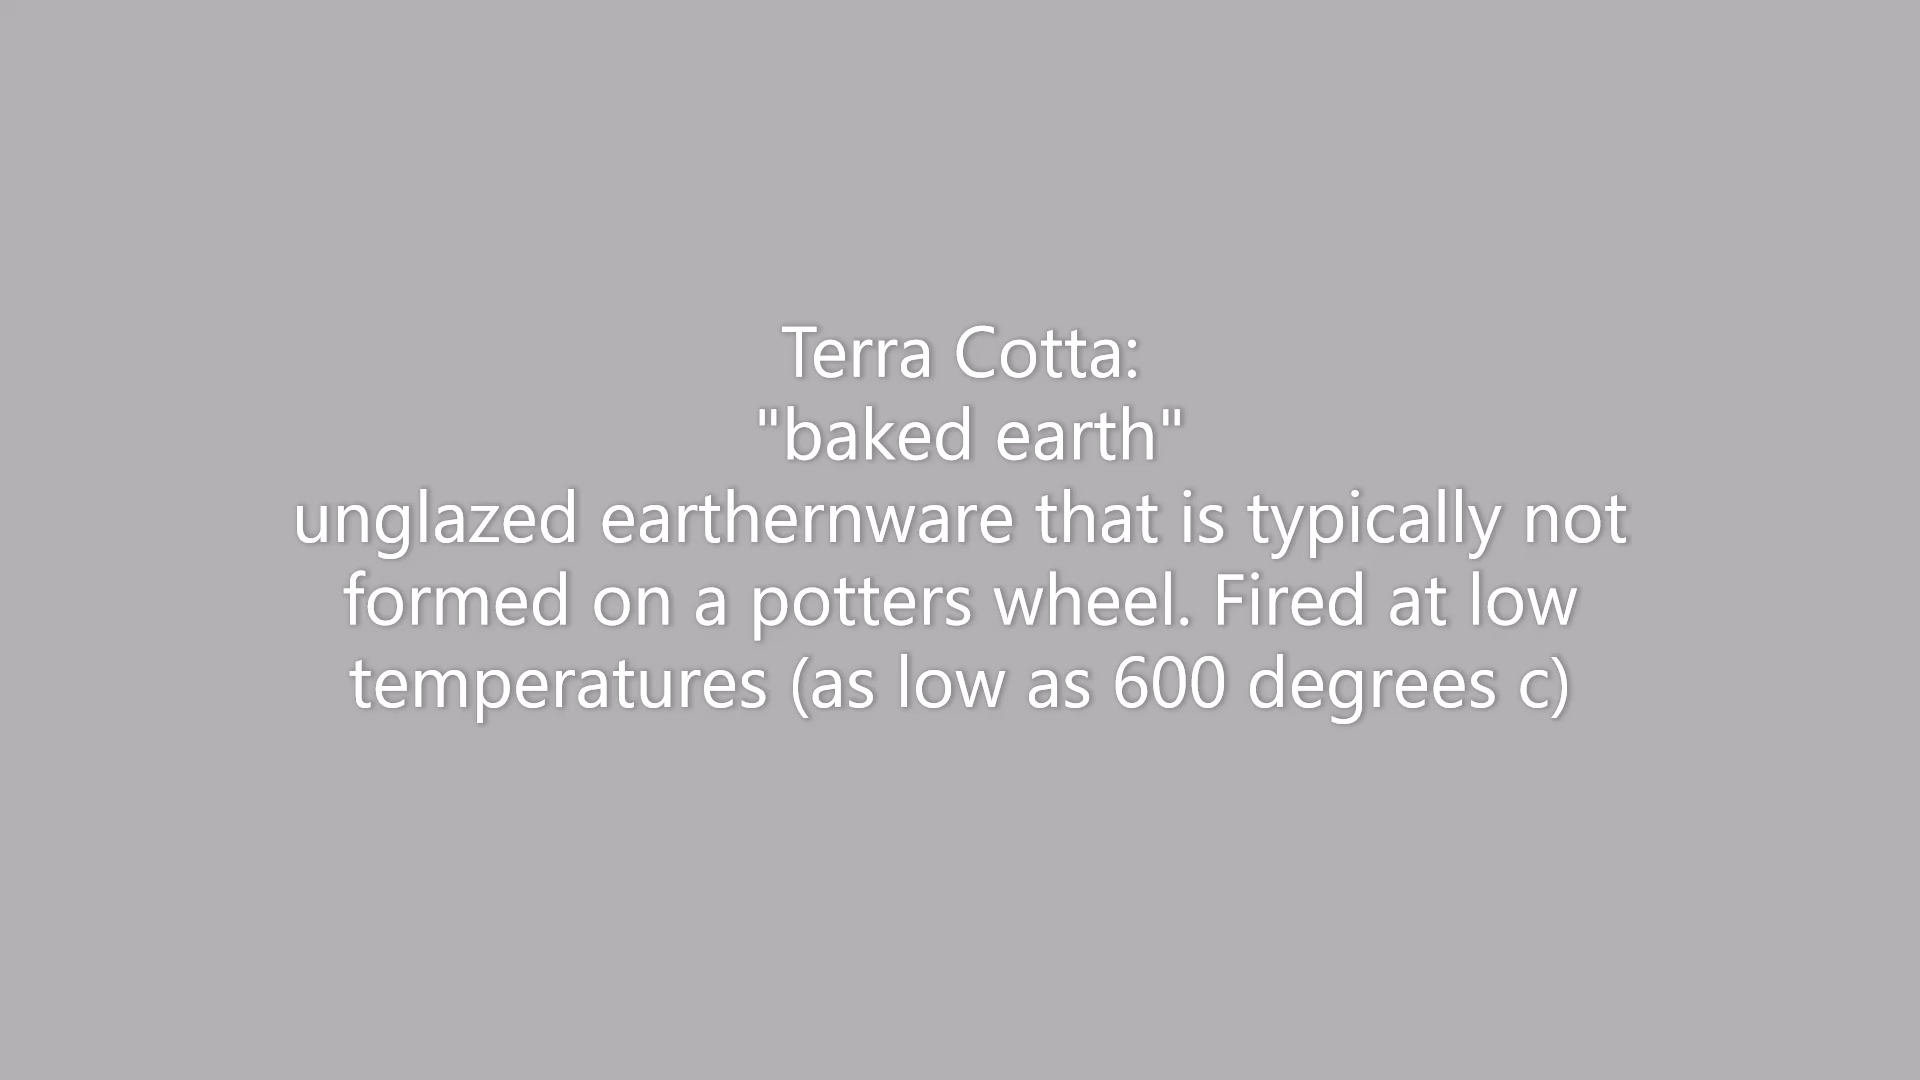 Terra Cotta:
"baked earth"
unglazed earthernware that is typically not
formed on a potters wheel. Fired at low
temperatures (as low as 600 degrees c)